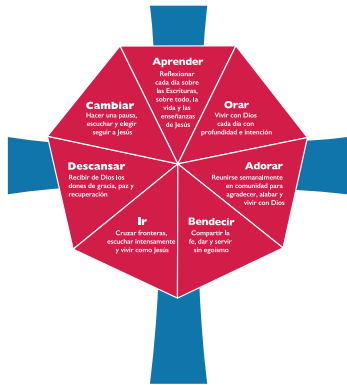 Aprender
Reflexionar
cada día sobre
las Escrituras,
sobre todo, la
vida y las
enseñanzas
de Jesús
Orar
Vivir con Dios
cada día con
profundidad e intención
Adorar
Reunirse semanalmente
en comunidad para
agradecer, alabar y
vivir con Dios
Bendecir
Compartir la
fe, dar y servir
sin egoísmo
Ir
Cruzar fronteras,
escuchar intensamente
y vivir como Jesús
Descansar
Recibir de Dios los
dones de gracia, paz y
recuperación
Cambiar
Hacer una pausa,
escuchar y elegir
seguir a Jesús